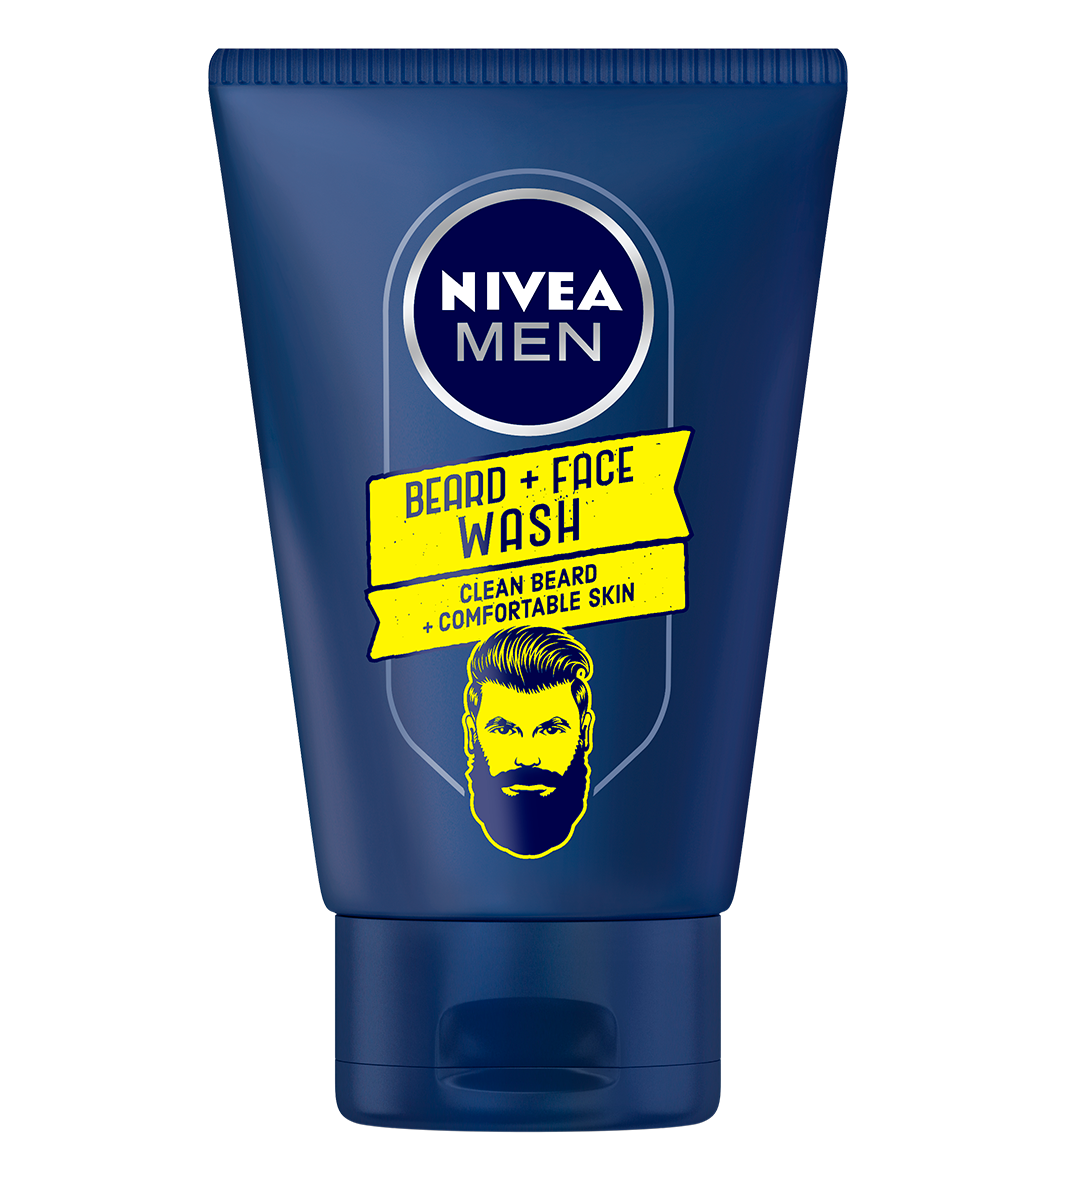 NIVEA
MEN
BEARD + FACE
WASH
CLEAN BEARD
+ COMFORTABLE SKIN